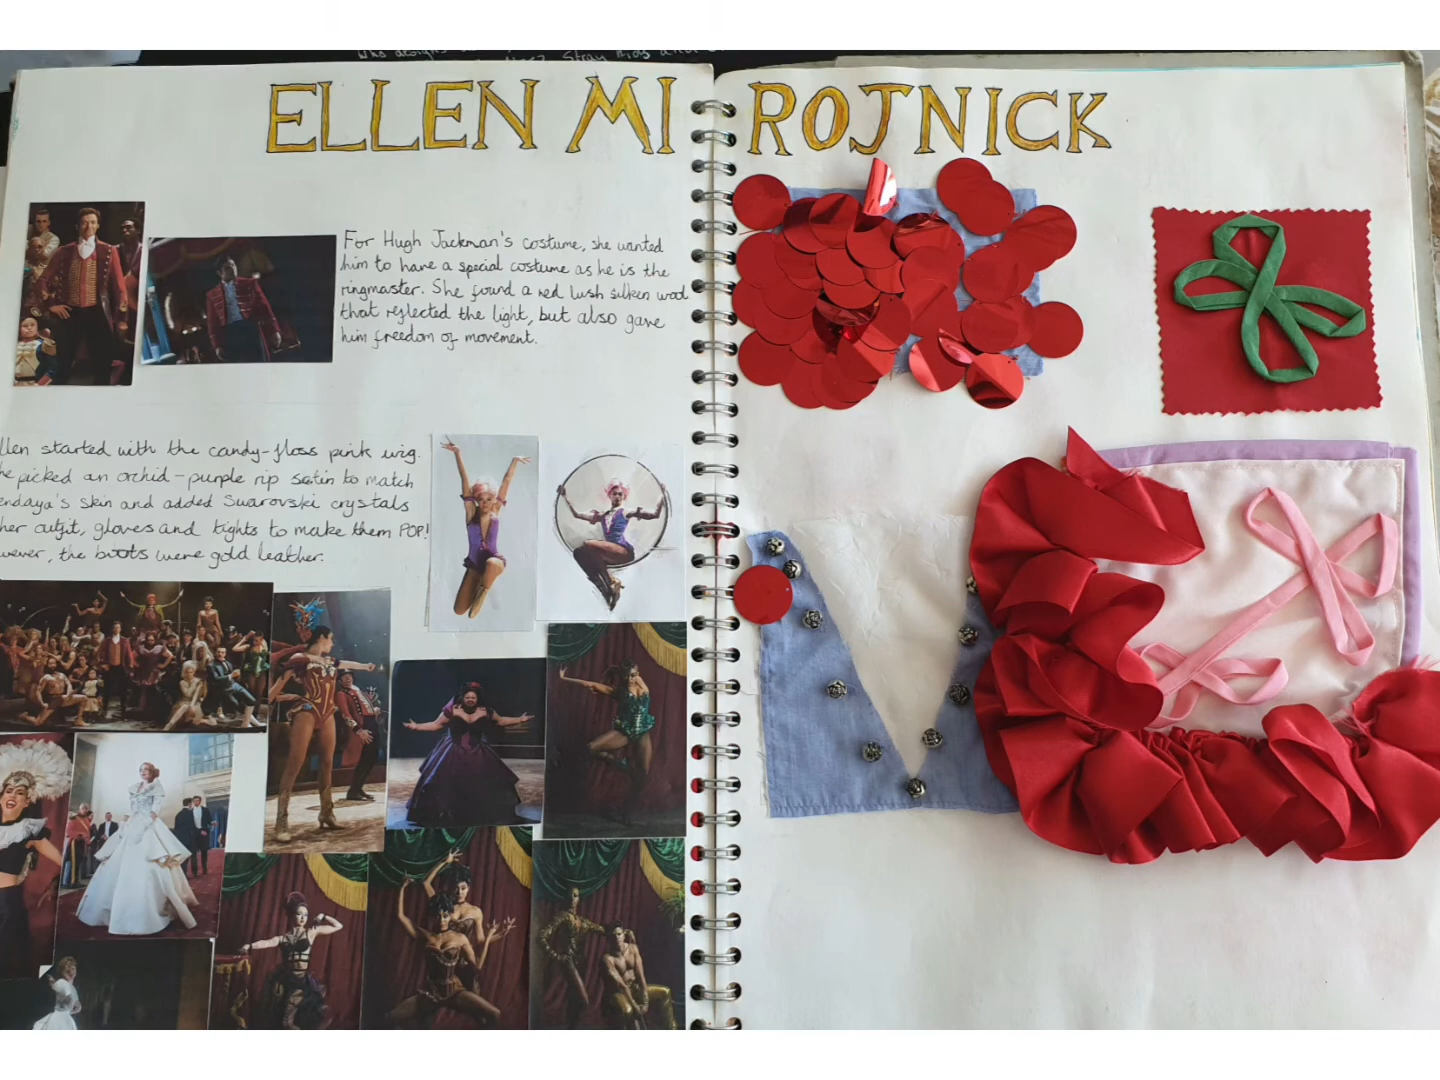 ELLEN MIROJNICK
For Hugh Jackman's costume, she wanted
him to have a special costume as he is the
ringmaster. She found a red lush silken wool
that reflected the light, but also gave
him freedom of movement.
llen started with the candy-floss pink wig.
he picked an orchid-purple rip satin to match
endaya's skin and added Swarovski crystals
her outfit, gloves and tights to make them POP!
wever, the boots were gold leather.